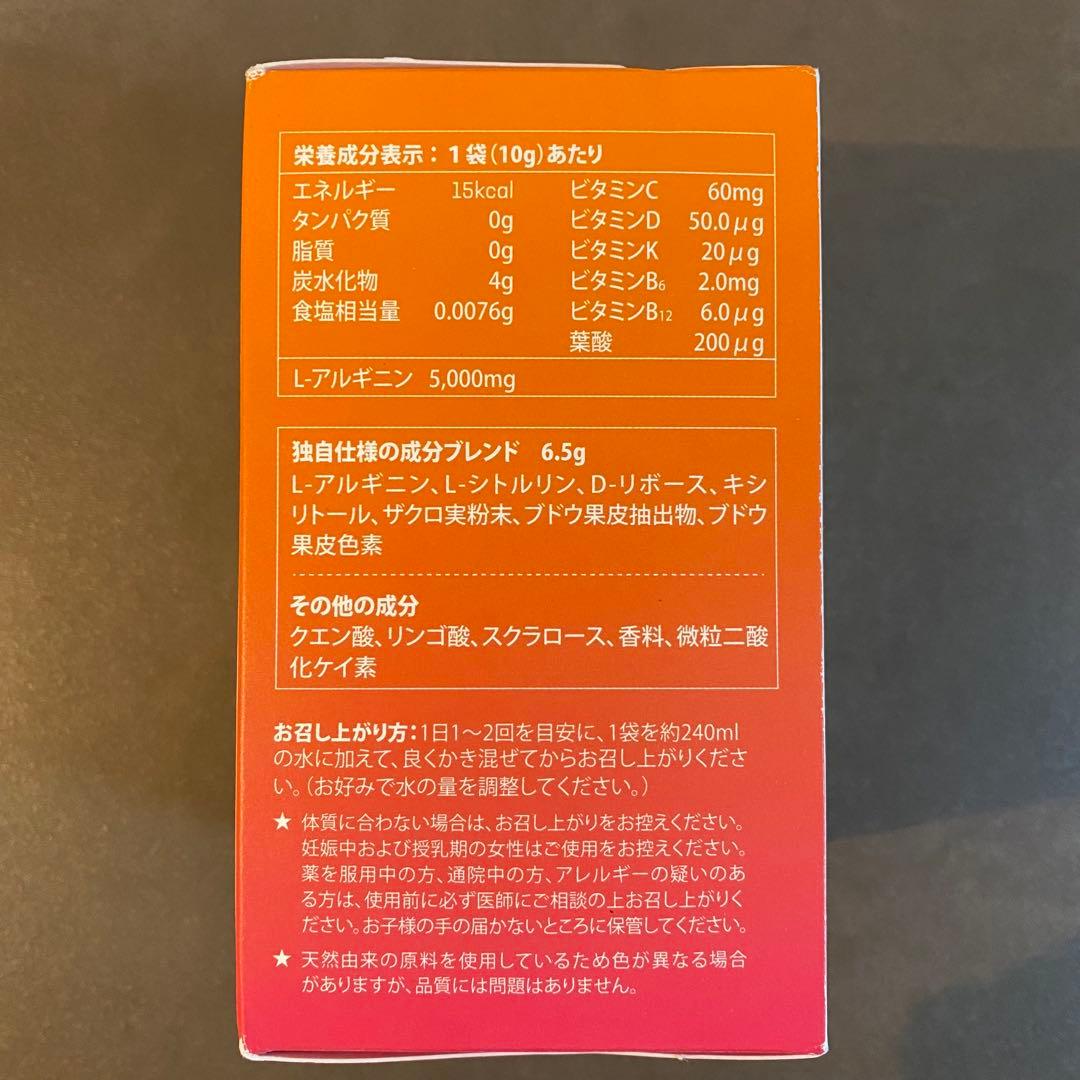 栄養成分表示：1袋(10g)あたり
エネルギー 15kcal ビタミンC 60mg
タンパク質 0g ビタミンD 50.0μg
脂質 0g ビタミンK 20μg
炭水化物 4g ビタミンB6 2.0mg
食塩相当量 0.0076g ビタミンB12 6.0μg
葉酸 200μg
L-アルギニン 5,000mg
独自仕様の成分ブレンド 6.5g
L-アルギニン、L-シトルリン、D-リボース、キシ
リトール、ザクロ実粉末、ブドウ果皮抽出物、ブドウ
果皮色素
その他の成分
クエン酸、リンゴ酸、スクラロース、香料、微粒二酸
化ケイ素
お召し上がり方：1日1～2回を目安に、1袋を約240ml
の水に加えて、良くかき混ぜてからお召し上がりくださ
い。（お好みで水の量を調整してください。）
★ 体質に合わない場合は、お召し上がりをお控えください。
妊娠中および授乳期の女性はご使用をお控えください。
薬を服用中の方、通院中の方、アレルギーの疑いのあ
る方は、使用前に必ず医師にご相談の上お召し上がりく
ださい。お子様の手の届かないところに保管してください。
★ 天然由来の原料を使用しているため色が異なる場合
がありますが、品質には問題はありません。